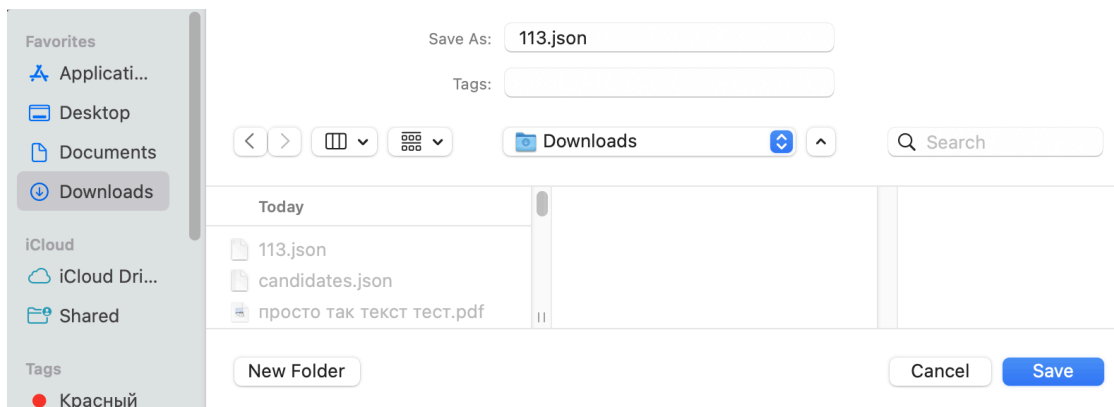 Favorites
Applicati...
Desktop
Documents
Downloads
iCloud
iCloud Dri...
Shared
Tags
Красный
Save As: 113.json
Tags:
Downloads
Search
Today
113.json
candidates.json
просто так текст тест.pdf
New Folder
Cancel
Save